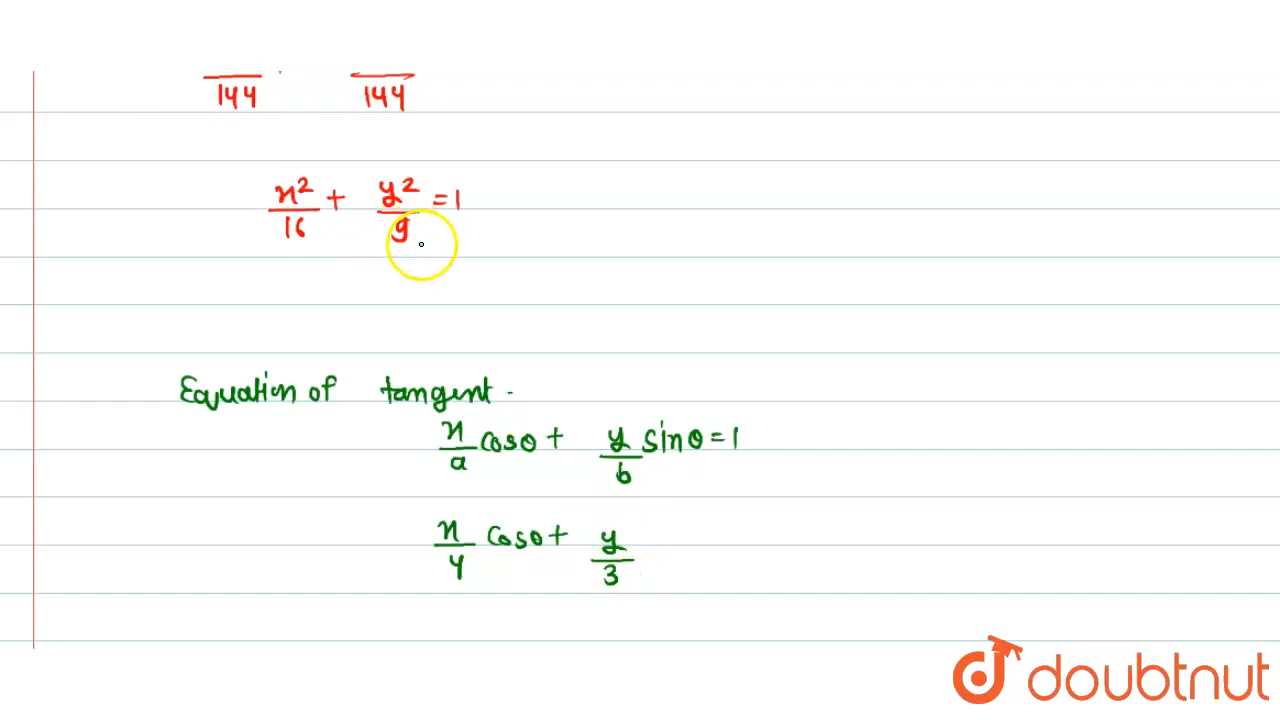 144 144
x²/16 + y²/9 = 1
Equation of tangent -
x/a cosθ + y/b sinθ = 1
x/4 cosθ + y/3
doubtnut